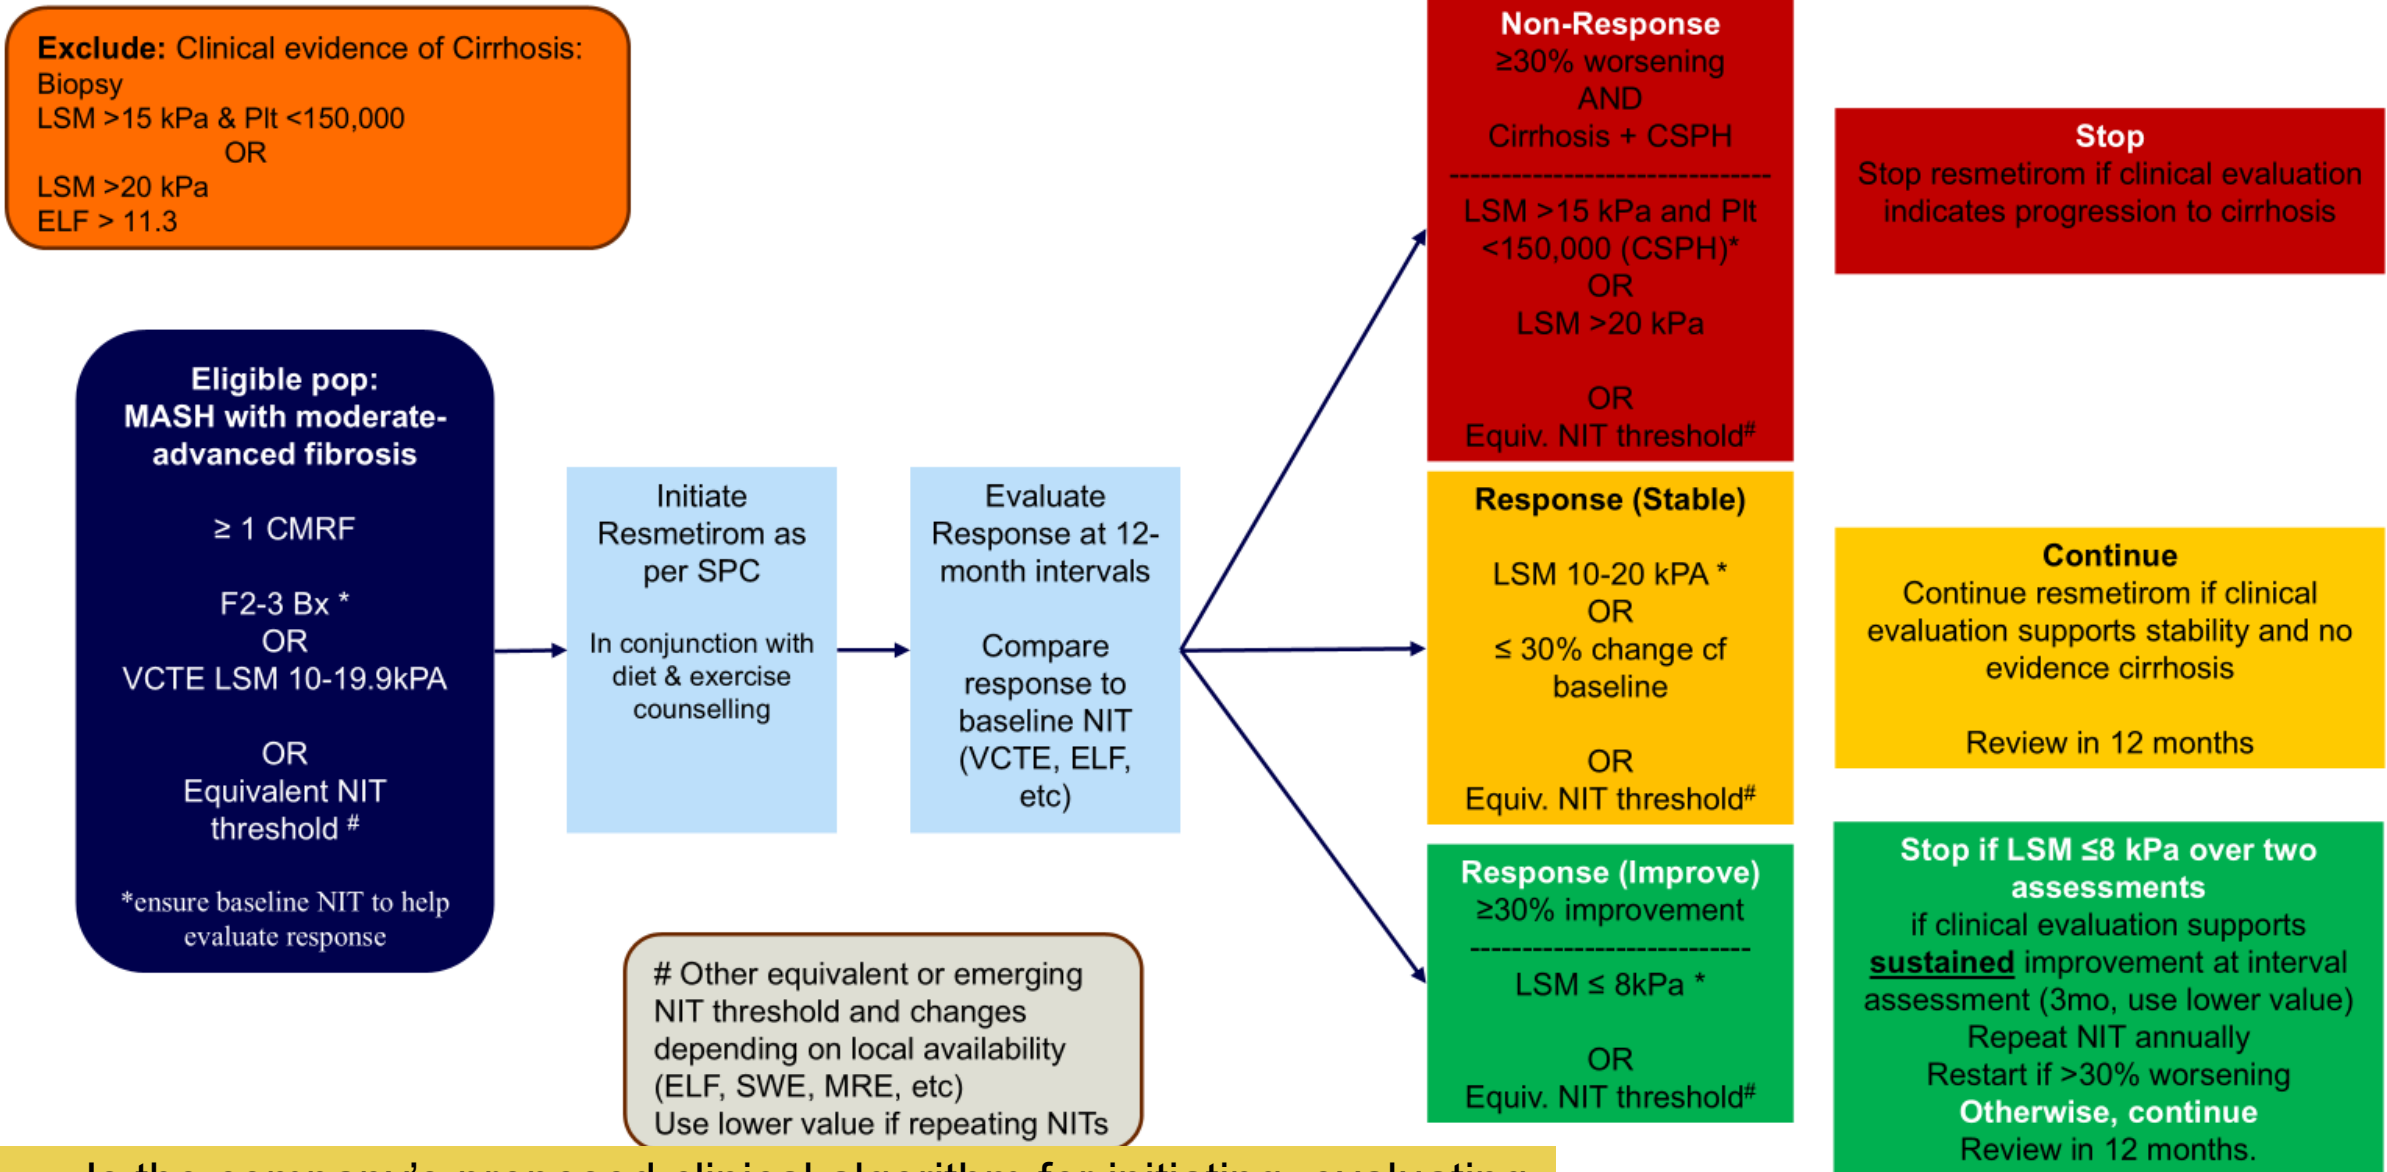 Exclude: Clinical evidence of Cirrhosis:
Biopsy
LSM >15 kPa & Plt <150,000
OR
LSM >20 kPa
ELF > 11.3
Eligible pop:
MASH with moderate-
advanced fibrosis
≥ 1 CMRF
F2-3 Bx *
OR
VCTE LSM 10-19.9kPA
OR
Equivalent NIT
threshold #
*ensure baseline NIT to help
evaluate response
Initiate
Resmetirom as
per SPC
In conjunction with
diet & exercise
counselling
Evaluate
Response at 12-
month intervals
Compare
response to
baseline NIT
(VCTE, ELF,
etc)
# Other equivalent or emerging
NIT threshold and changes
depending on local availability
(ELF, SWE, MRE, etc)
Use lower value if repeating NITs
Non-Response
≥30% worsening
AND
Cirrhosis + CSPH
-------------------------------
LSM >15 kPa and Plt
<150,000 (CSPH)*
OR
LSM >20 kPa
OR
Equiv. NIT threshold#
Stop
Stop resmetirom if clinical evaluation
indicates progression to cirrhosis
Response (Stable)
LSM 10-20 kPA *
OR
≤ 30% change cf
baseline
OR
Equiv. NIT threshold#
Continue
Continue resmetirom if clinical
evaluation supports stability and no
evidence cirrhosis
Review in 12 months
Response (Improve)
≥30% improvement
---------------------------
LSM ≤ 8kPa *
OR
Equiv. NIT threshold#
Stop if LSM ≤8 kPa over two
assessments
if clinical evaluation supports
sustained improvement at interval
assessment (3mo, use lower value)
Repeat NIT annually
Restart if >30% worsening
Otherwise, continue
Review in 12 months.
Is the company's proposed clinical algorithm for initiating, evaluating